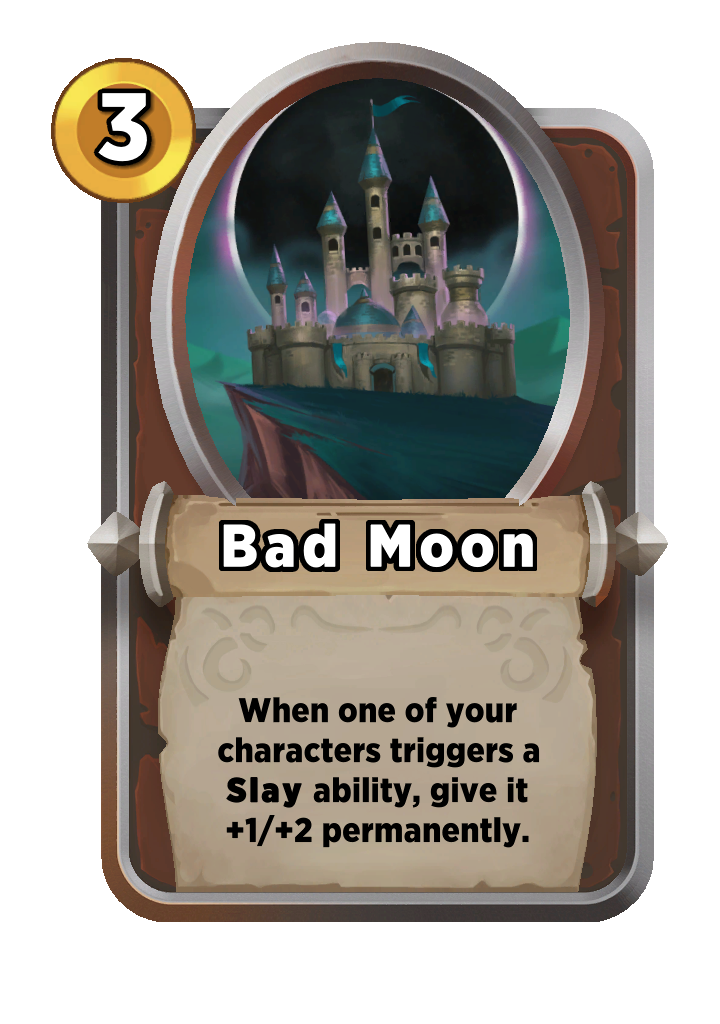 3
Bad Moon
When one of your
characters triggers a
Slay ability, give it
+1/+2 permanently.